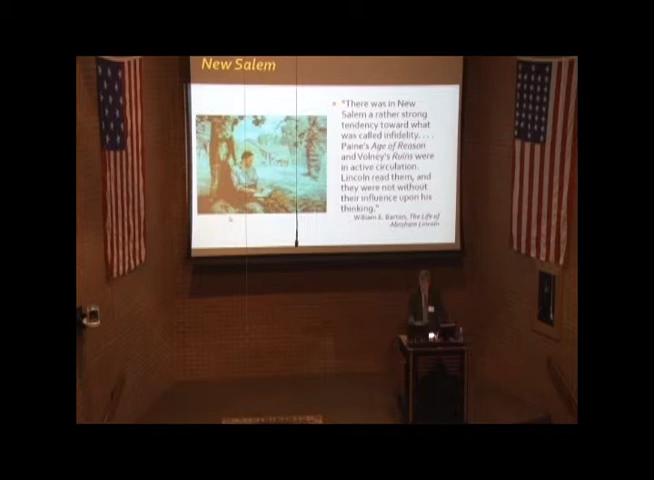 New Salem
• "There was in New
Salem a rather strong
tendency toward what
was called infidelity. . . .
Paine's Age of Reason
and Volney's Ruins were
in active circulation.
Lincoln read them, and
they were not without
their influence upon his
thinking."
William E. Barton, The Life of
Abraham Lincoln